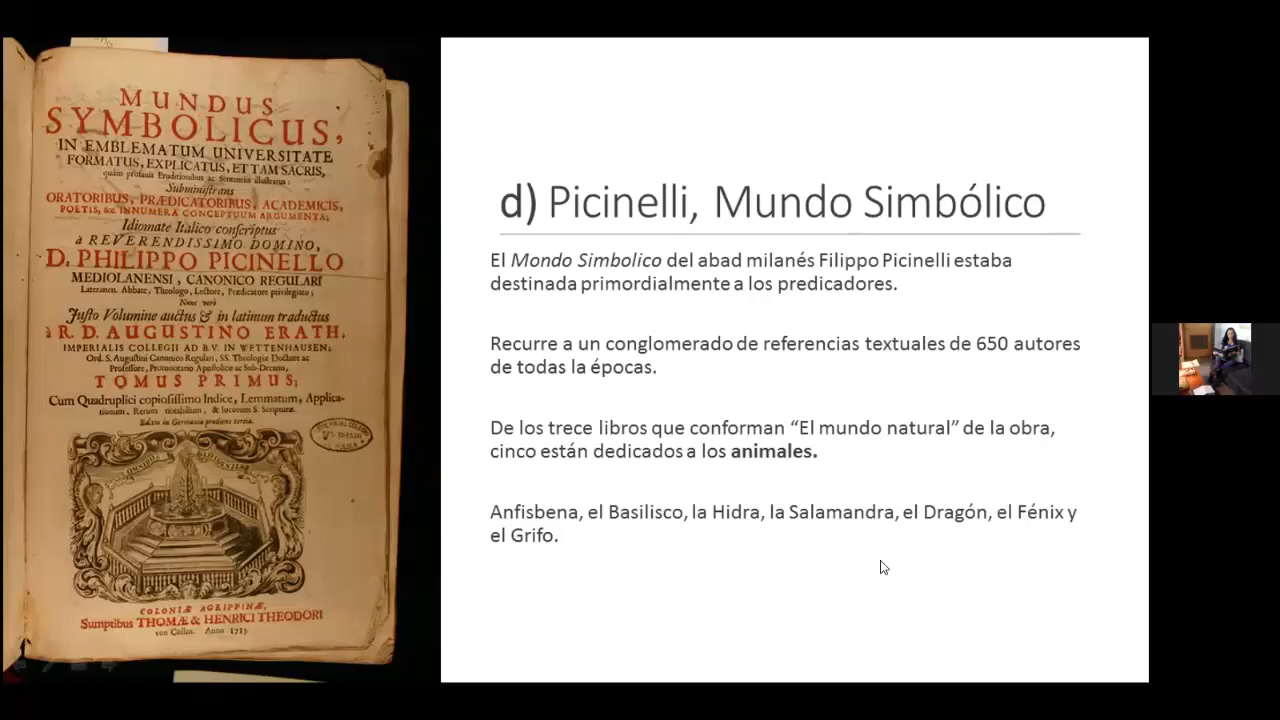 MUNDUS
SYMBOLICUS,
IN EMBLEMATUM UNIVERSITATE
FORMATUS, EXPLICATUS, ET TAM SACRIS,
quàm profanis Eruditionibus ac Sententiis illustratus:
Subministrans
ORATORIBUS, PRÆDICATORIBUS, ACADEMICIS,
POETIS, &c. INNUMERA CONCEPTUUM ARGUMENTA;
Idiomate Italico conscriptus
à REVERENDISSIMO DOMINO,
D. PHILIPPO PICINELLO
MEDIOLANENSI, CANONICO REGULARI
Lateranen. Abbate, Theologo, Lectore, Prædicatore privilegiato;
Nunc verò
Justo Volumine auctus & in latinum traductus
à R. D. AUGUSTINO ERATH,
IMPERIALIS COLLEGII AD B.V. IN WETTENHAUSEN;
Ord. S. Augustini Canonico Regulari, SS. Theologiæ Doctore ac
Professore, Protonotario Apostolico ac Sub-Decano,
TOMUS PRIMUS,
Cum Quadruplici copiosissimo Indice, Lemmatum, Applica-
tionum, Rerum notabilium, & locorum S. Scripturæ.
Editio in Germania prodiens tertia.
OMNIBUS
COLONIÆ AGRIPPINÆ,
Sumptibus THOMÆ & HENRICI THEODORI
von Cöllen. Anno 1715.
d) Picinelli, Mundo Simbólico
El Mondo Simbolico del abad milanés Filippo Picinelli estaba
destinada primordialmente a los predicadores.
Recurre a un conglomerado de referencias textuales de 650 autores
de todas la épocas.
De los trece libros que conforman “El mundo natural” de la obra,
cinco están dedicados a los animales.
Anfisbena, el Basilisco, la Hidra, la Salamandra, el Dragón, el Fénix y
el Grifo.